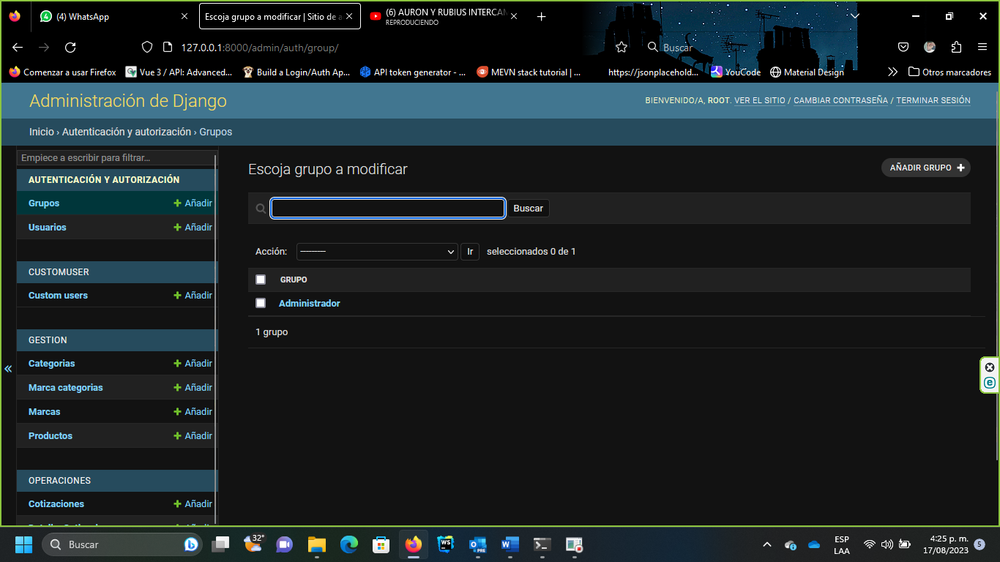 (4) WhatsApp
Escoja grupo a modificar | Sitio de a
(6) AURON Y RUBIUS INTERCAM
REPRODUCIENDO
127.0.0.1:8000/admin/auth/group/
Buscar
Comenzar a usar Firefox
Vue 3 / API: Advanced...
Build a Login/Auth Ap...
API token generator - ...
MEVN stack tutorial | ...
https://jsonplacehold...
YouCode
Material Design
Otros marcadores
Administración de Django
BIENVENIDO/A, ROOT. VER EL SITIO / CAMBIAR CONTRASEÑA / TERMINAR SESIÓN
Inicio › Autenticación y autorización › Grupos
Empiece a escribir para filtrar...
AUTENTICACIÓN Y AUTORIZACIÓN
Grupos + Añadir
Usuarios + Añadir
CUSTOMUSER
Custom users + Añadir
GESTION
Categorias + Añadir
Marca categorias + Añadir
Marcas + Añadir
Productos + Añadir
OPERACIONES
Cotizaciones + Añadir
Escoja grupo a modificar
AÑADIR GRUPO +
Buscar
Acción: --------- Ir seleccionados 0 de 1
GRUPO
Administrador
1 grupo
Buscar
32°
ESP
LAA
4:25 p. m.
17/08/2023
5